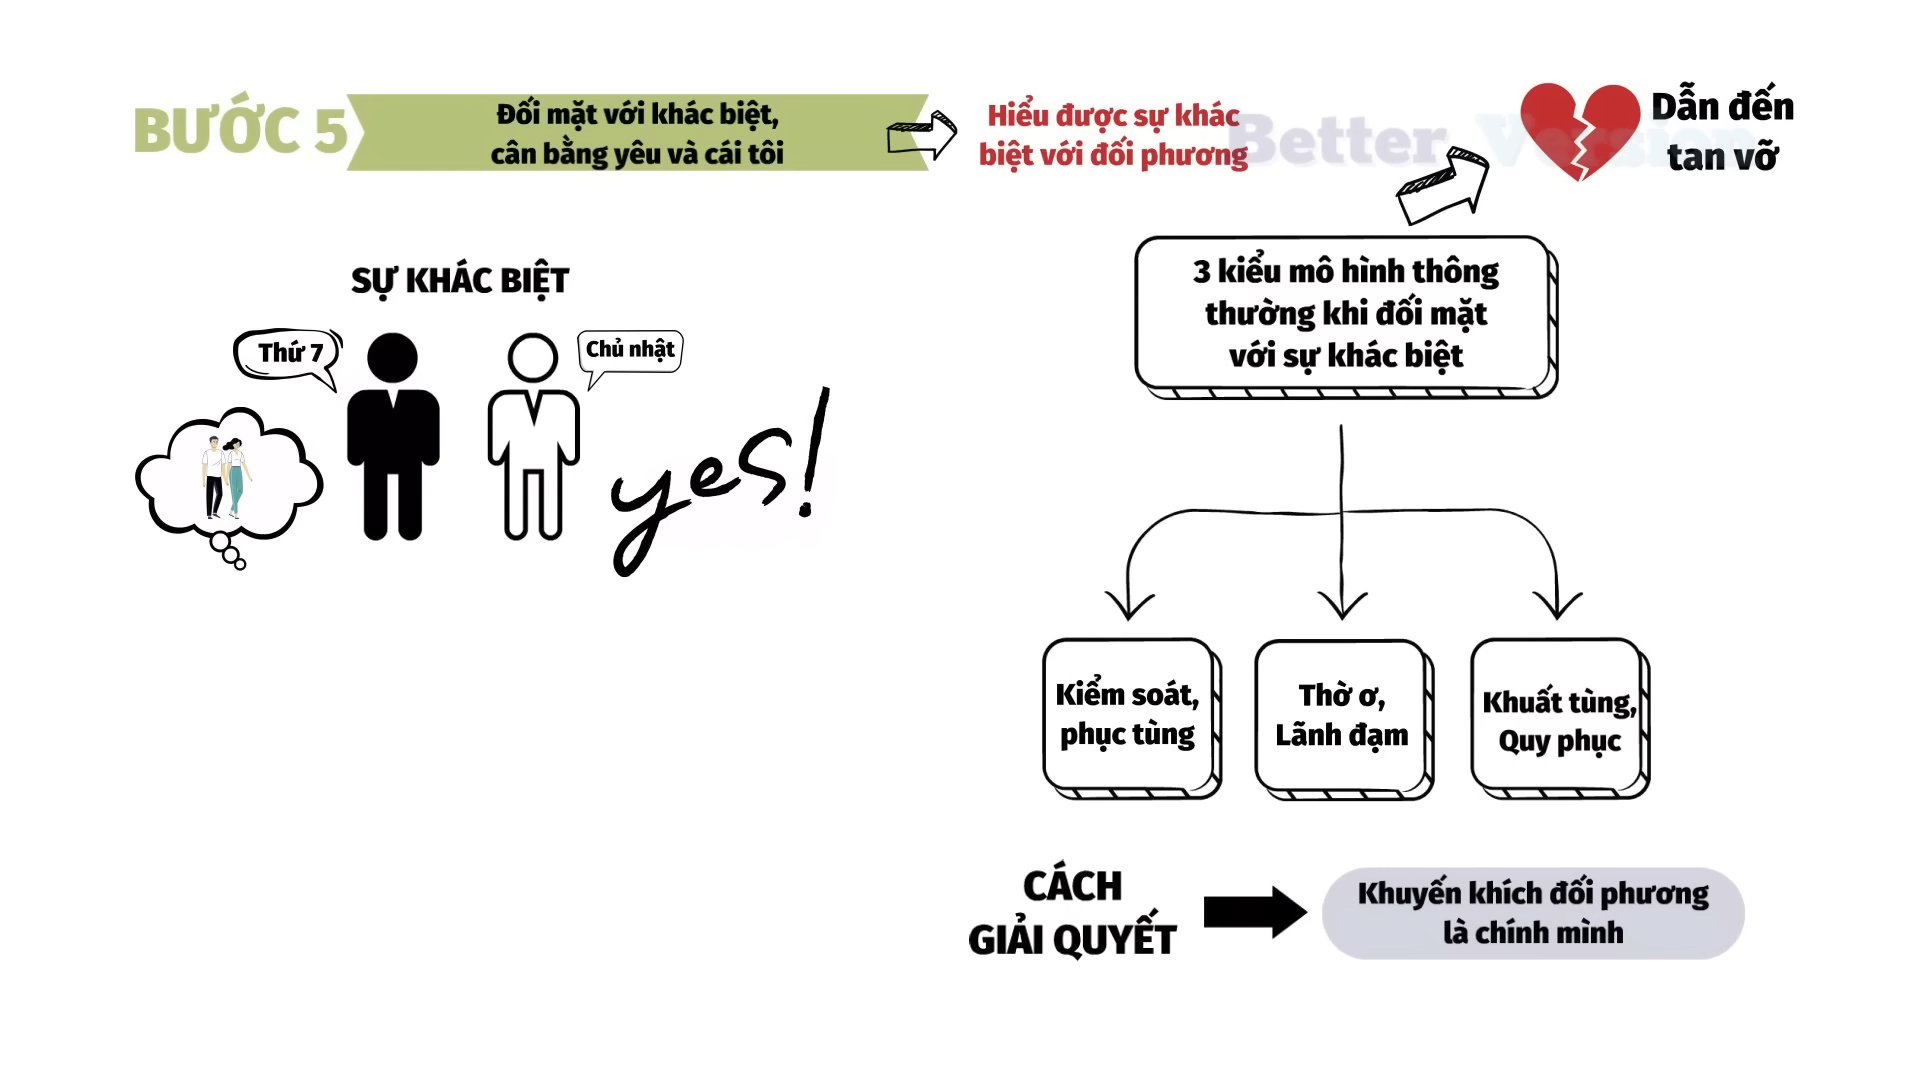 BƯỚC 5
Đối mặt với khác biệt,
cân bằng yêu và cái tôi
Hiểu được sự khác
biệt với đối phương
Better Version
Dẫn đến
tan vỡ
SỰ KHÁC BIỆT
Thứ 7
Chủ nhật
yes!
3 kiểu mô hình thông
thường khi đối mặt
với sự khác biệt
Kiểm soát,
phục tùng
Thờ ơ,
Lãnh đạm
Khuất tùng,
Quy phục
CÁCH
GIẢI QUYẾT
Khuyến khích đối phương
là chính mình